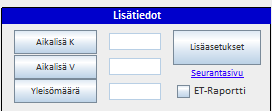 Lisätiedot
Aikalisä K
Lisäasetukset
Aikalisä V
Seurantasivu
Yleisömäärä
ET-Raportti